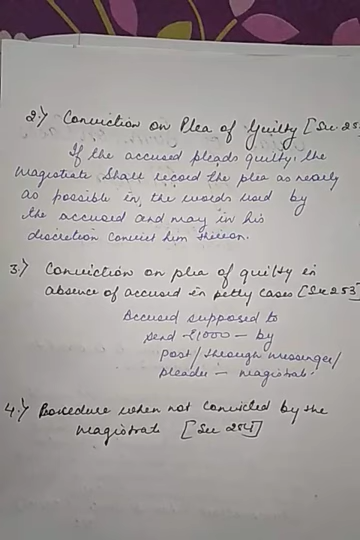 2.) Conviction on Plea of Guilty [Sec 25
If the accused pleads guilty, the
magistrate shall record the plea as nearly
as possible in, the words used by
the accused and may in his
discretion convict him thereon.
3.) Conviction on plea of guilty in
absence of accused in petty cases [Sec 253
Accused supposed to
send ₹1,000 - by
post/through messenger/
pleader - magistrate.
4.) Procedure when not convicted by the
magistrate [Sec 254]